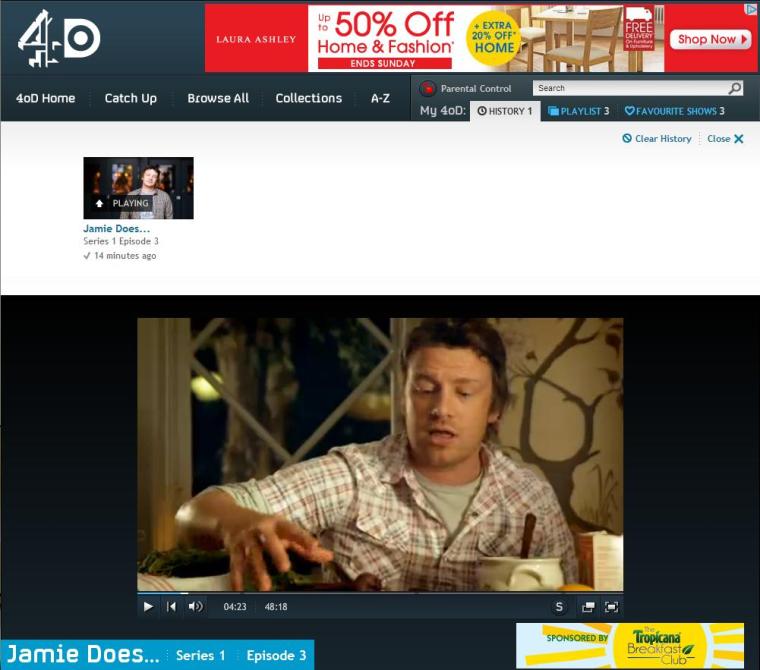 4oD
LAURA ASHLEY
Up to 50% Off
Home & Fashion*
ENDS SUNDAY
+ EXTRA
20% OFF*
HOME
FREE
DELIVERY
Shop Now
4oD Home
Catch Up
Browse All
Collections
A-Z
Parental Control
Search
My 4oD:
HISTORY 1
PLAYLIST 3
FAVOURITE SHOWS 3
Clear History
Close X
PLAYING
Jamie Does...
Series 1 Episode 3
14 minutes ago
04:23
48:18
S
SPONSORED BY
The
Tropicana
Breakfast
Club
Jamie Does...
Series 1
Episode 3